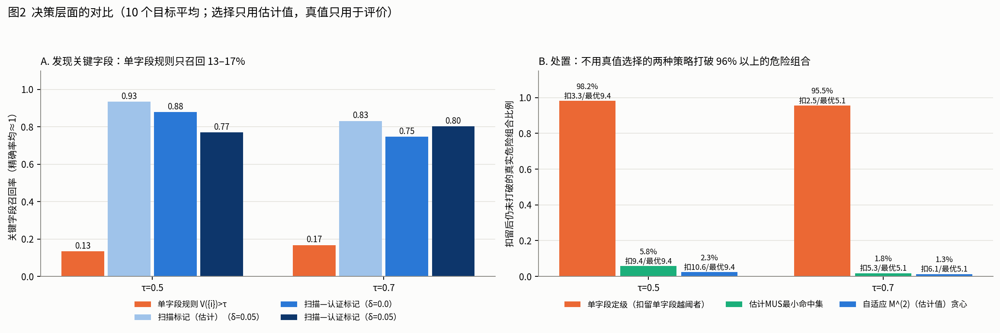 图2 决策层面的对比（10 个目标平均；选择只用估计值，真值只用于评价）
A. 发现关键字段：单字段规则只召回 13–17%
关键字段召回率（精确率均≈1）
1.0
0.8
0.6
0.4
0.2
0.0
0.13
0.93
0.88
0.77
0.17
0.83
0.75
0.80
τ=0.5
τ=0.7
单字段规则 V({i})>τ
扫描标记（估计）（δ=0.05）
扫描—认证标记（δ=0.0）
扫描—认证标记（δ=0.05）
B. 处置：不用真值选择的两种策略打破 96% 以上的危险组合
扣留后仍未打破的真实危险组合比例
1.0
0.8
0.6
0.4
0.2
0.0
98.2%
扣3.3/最优9.4
5.8%
扣9.4/最优9.4
2.3%
扣10.6/最优9.4
95.5%
扣2.5/最优5.1
1.8%
扣5.3/最优5.1
1.3%
扣6.1/最优5.1
τ=0.5
τ=0.7
单字段定级（扣留单字段越阈者）
估计MUS最小命中集
自适应 M^(2)（估计值）贪心